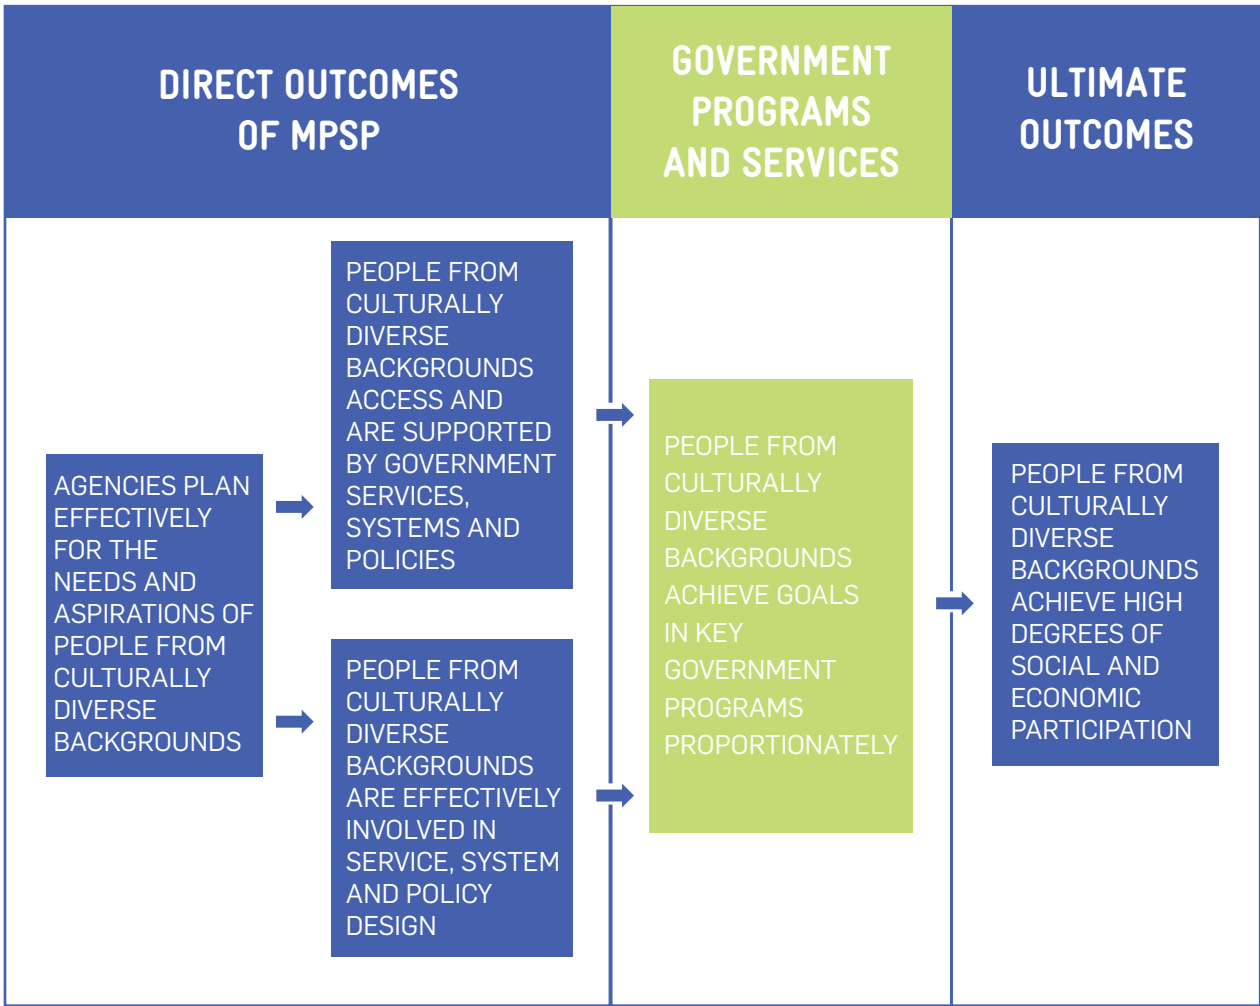 DIRECT OUTCOMES
OF MPSP
GOVERNMENT
PROGRAMS
AND SERVICES
ULTIMATE
OUTCOMES
AGENCIES PLAN
EFFECTIVELY
FOR THE
NEEDS AND
ASPIRATIONS OF
PEOPLE FROM
CULTURALLY
DIVERSE
BACKGROUNDS
PEOPLE FROM
CULTURALLY
DIVERSE
BACKGROUNDS
ACCESS AND
ARE SUPPORTED
BY GOVERNMENT
SERVICES,
SYSTEMS AND
POLICIES
PEOPLE FROM
CULTURALLY
DIVERSE
BACKGROUNDS
ARE EFFECTIVELY
INVOLVED IN
SERVICE, SYSTEM
AND POLICY
DESIGN
PEOPLE FROM
CULTURALLY
DIVERSE
BACKGROUNDS
ACHIEVE GOALS
IN KEY
GOVERNMENT
PROGRAMS
PROPORTIONATELY
PEOPLE FROM
CULTURALLY
DIVERSE
BACKGROUNDS
ACHIEVE HIGH
DEGREES OF
SOCIAL AND
ECONOMIC
PARTICIPATION